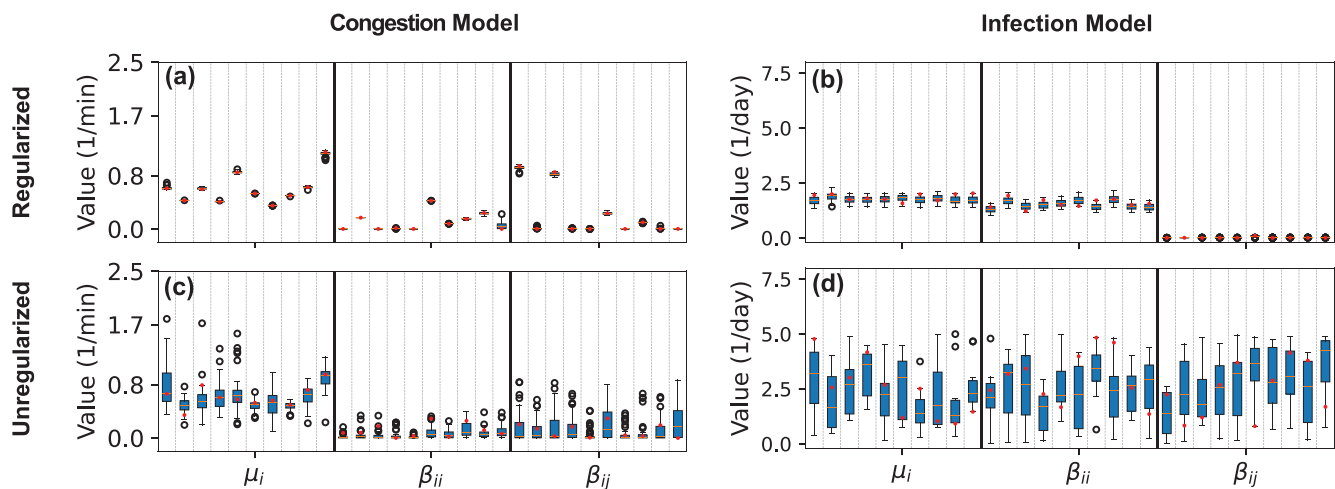 Congestion Model
Infection Model
Regularized
Value (1/min)
2.5
1.7
0.8
0.0
(a)
Value (1/day)
7.5
5.0
2.5
0.0
(b)
Unregularized
Value (1/min)
2.5
1.7
0.8
0.0
(c)
μi
βii
βij
Value (1/day)
7.5
5.0
2.5
0.0
(d)
μi
βii
βij